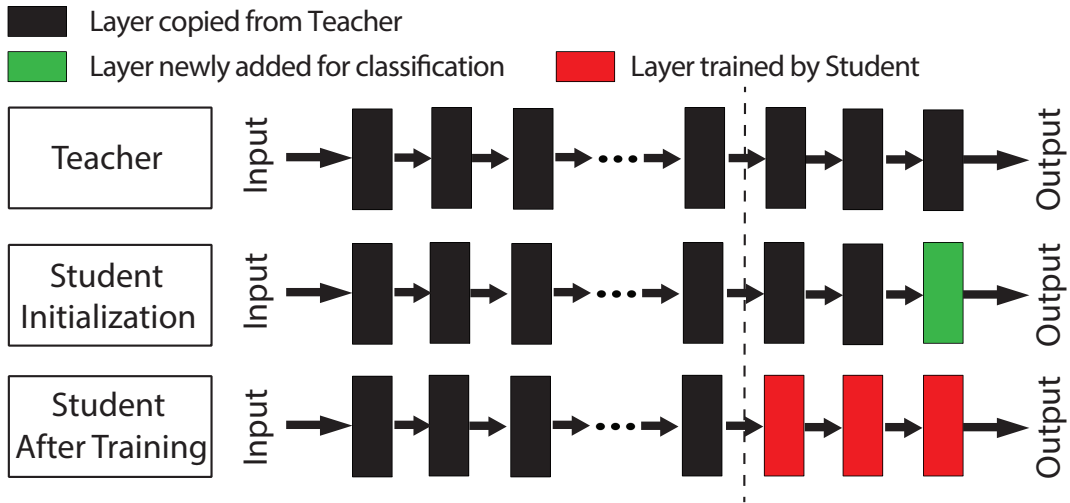 Layer copied from Teacher
Layer newly added for classification
Layer trained by Student
Teacher
Input
Output
Student
Initialization
Input
Output
Student
After Training
Input
Output